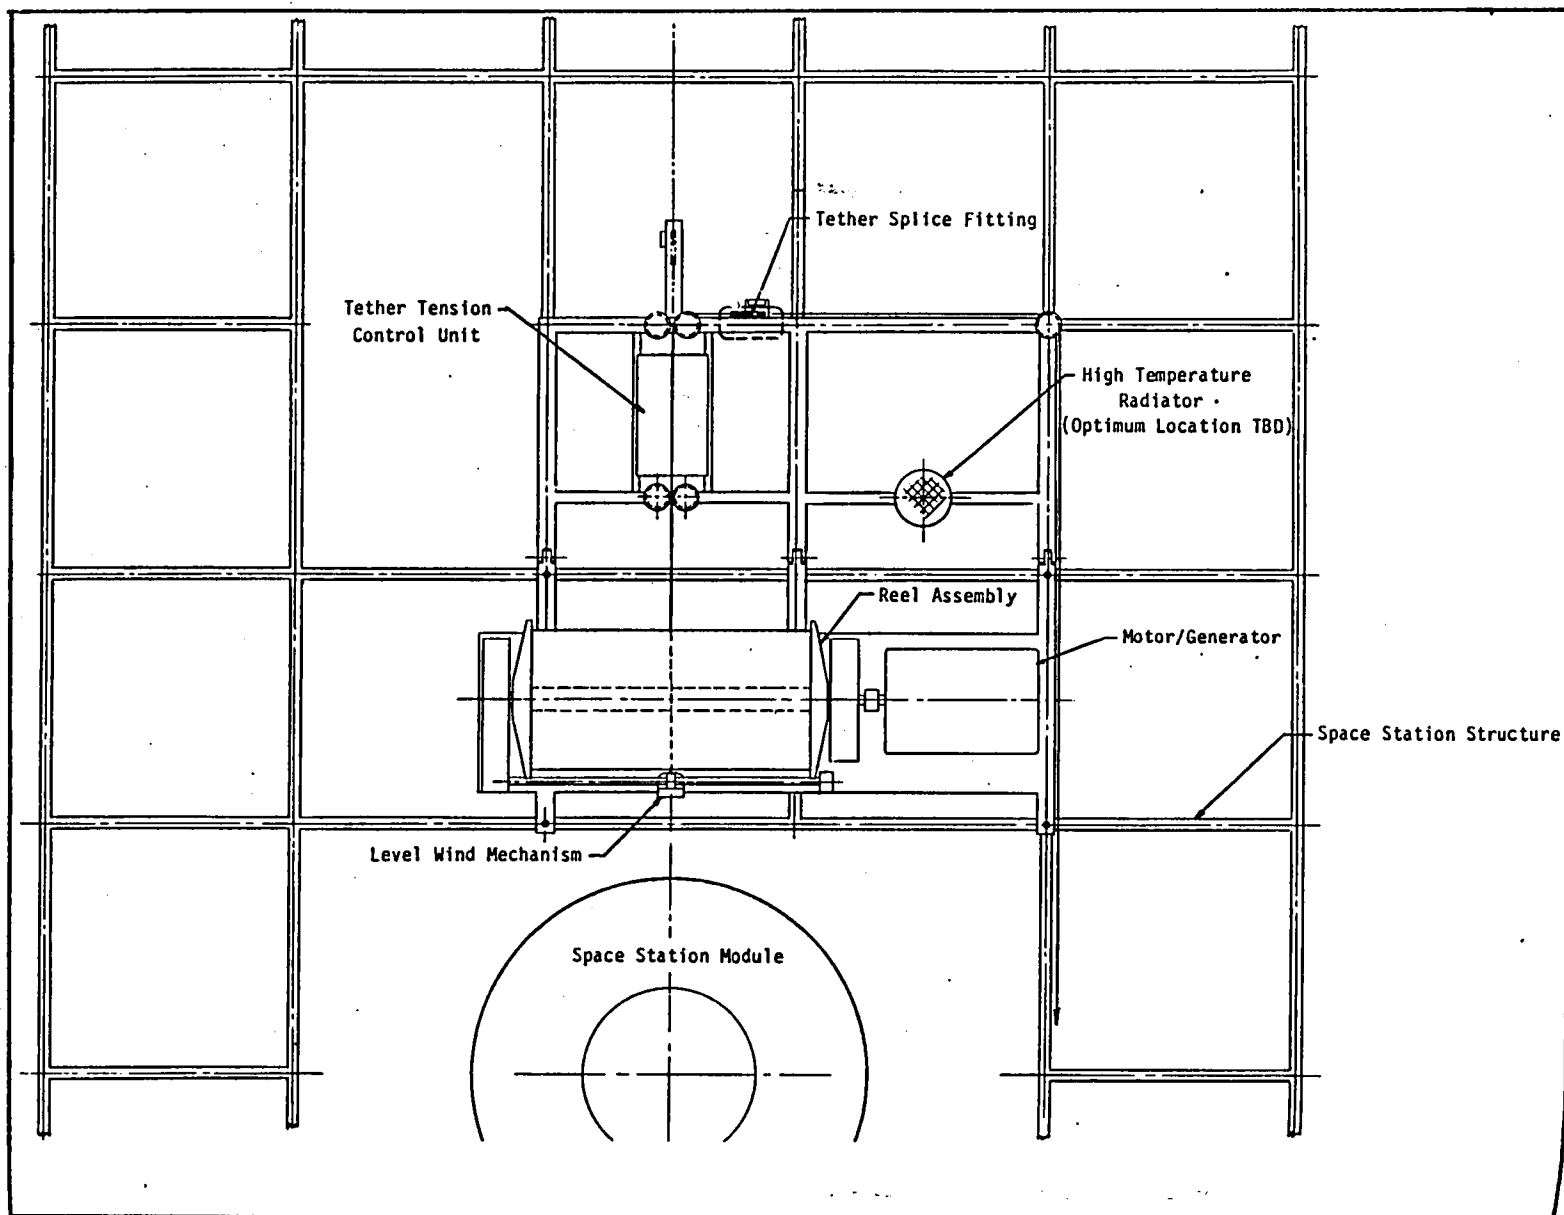 Tether Splice Fitting
Tether Tension
Control Unit
High Temperature
Radiator
(Optimum Location TBD)
Reel Assembly
Motor/Generator
Space Station Structure
Level Wind Mechanism
Space Station Module